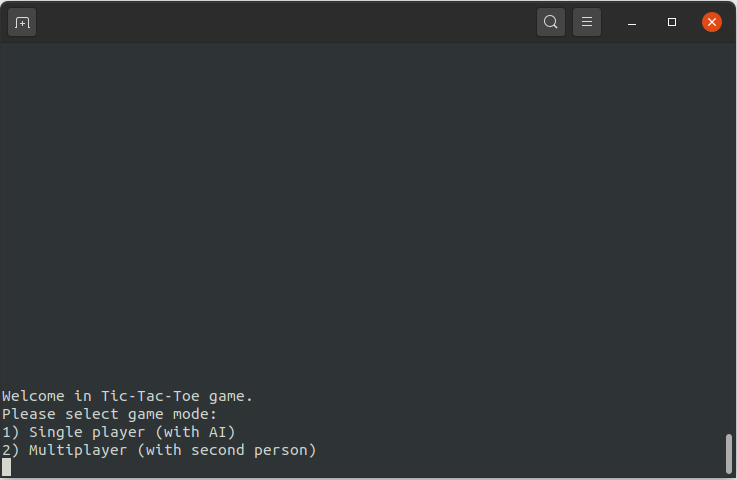 Welcome in Tic-Tac-Toe game.
Please select game mode:
1) Single player (with AI)
2) Multiplayer (with second person)